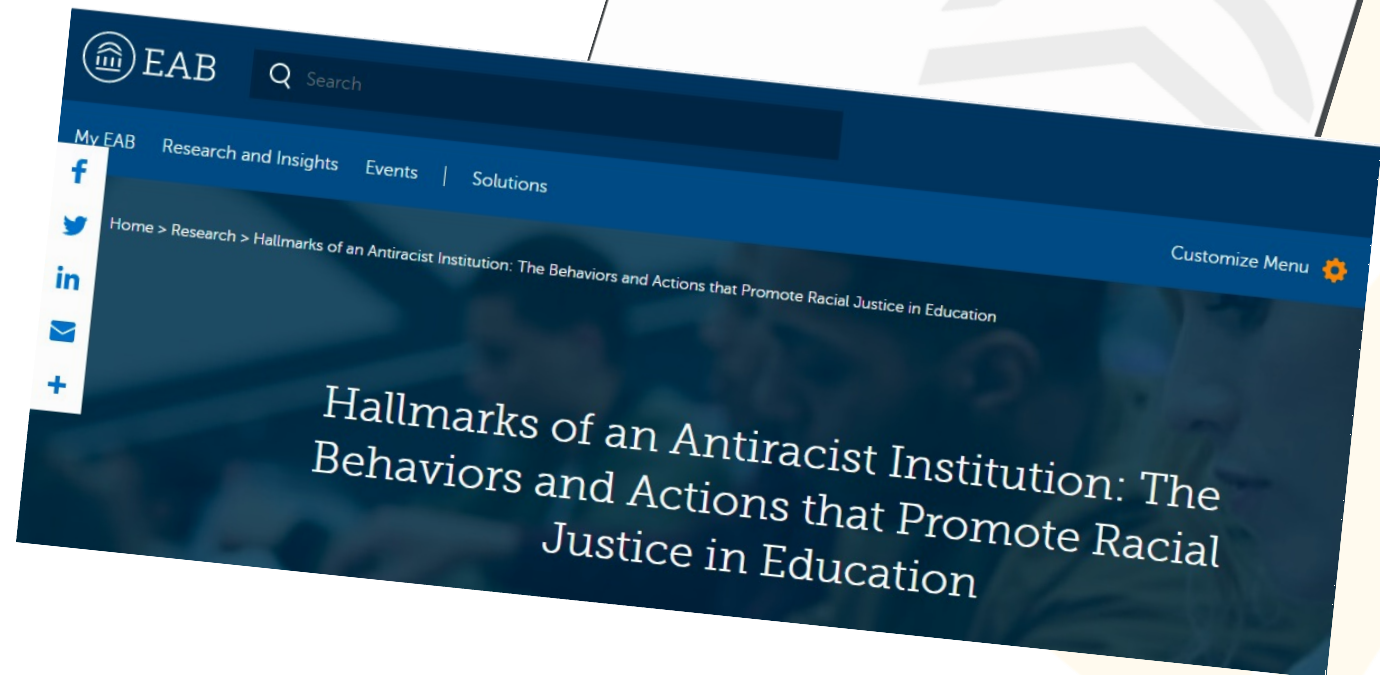 EAB
Search
My EAB
Research and Insights
Events
|
Solutions
Customize Menu
Home > Research > Hallmarks of an Antiracist Institution: The Behaviors and Actions that Promote Racial Justice in Education
Hallmarks of an Antiracist Institution: The
Behaviors and Actions that Promote Racial
Justice in Education